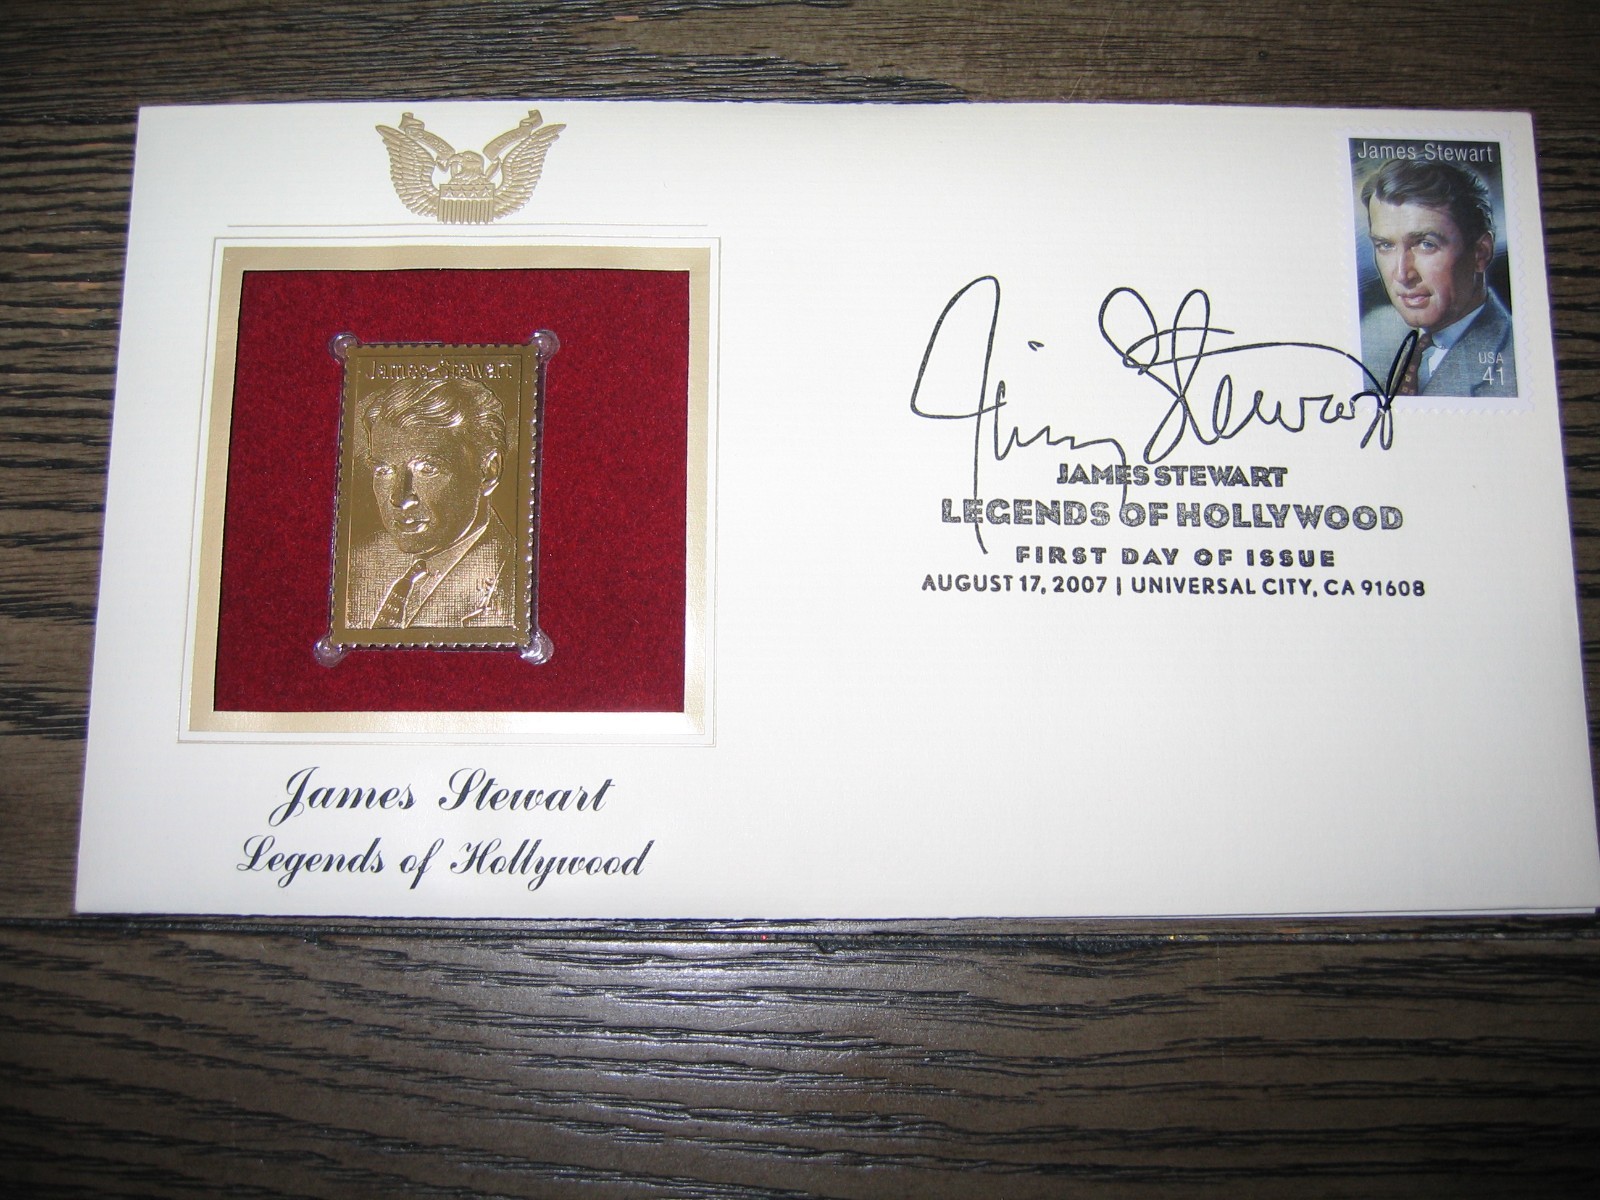 James Stewart
USA
41
James Stewart
Jimmy Stewart
JAMES STEWART
LEGENDS OF HOLLYWOOD
FIRST DAY OF ISSUE
AUGUST 17, 2007 | UNIVERSAL CITY, CA 91608
James Stewart
Legends of Hollywood